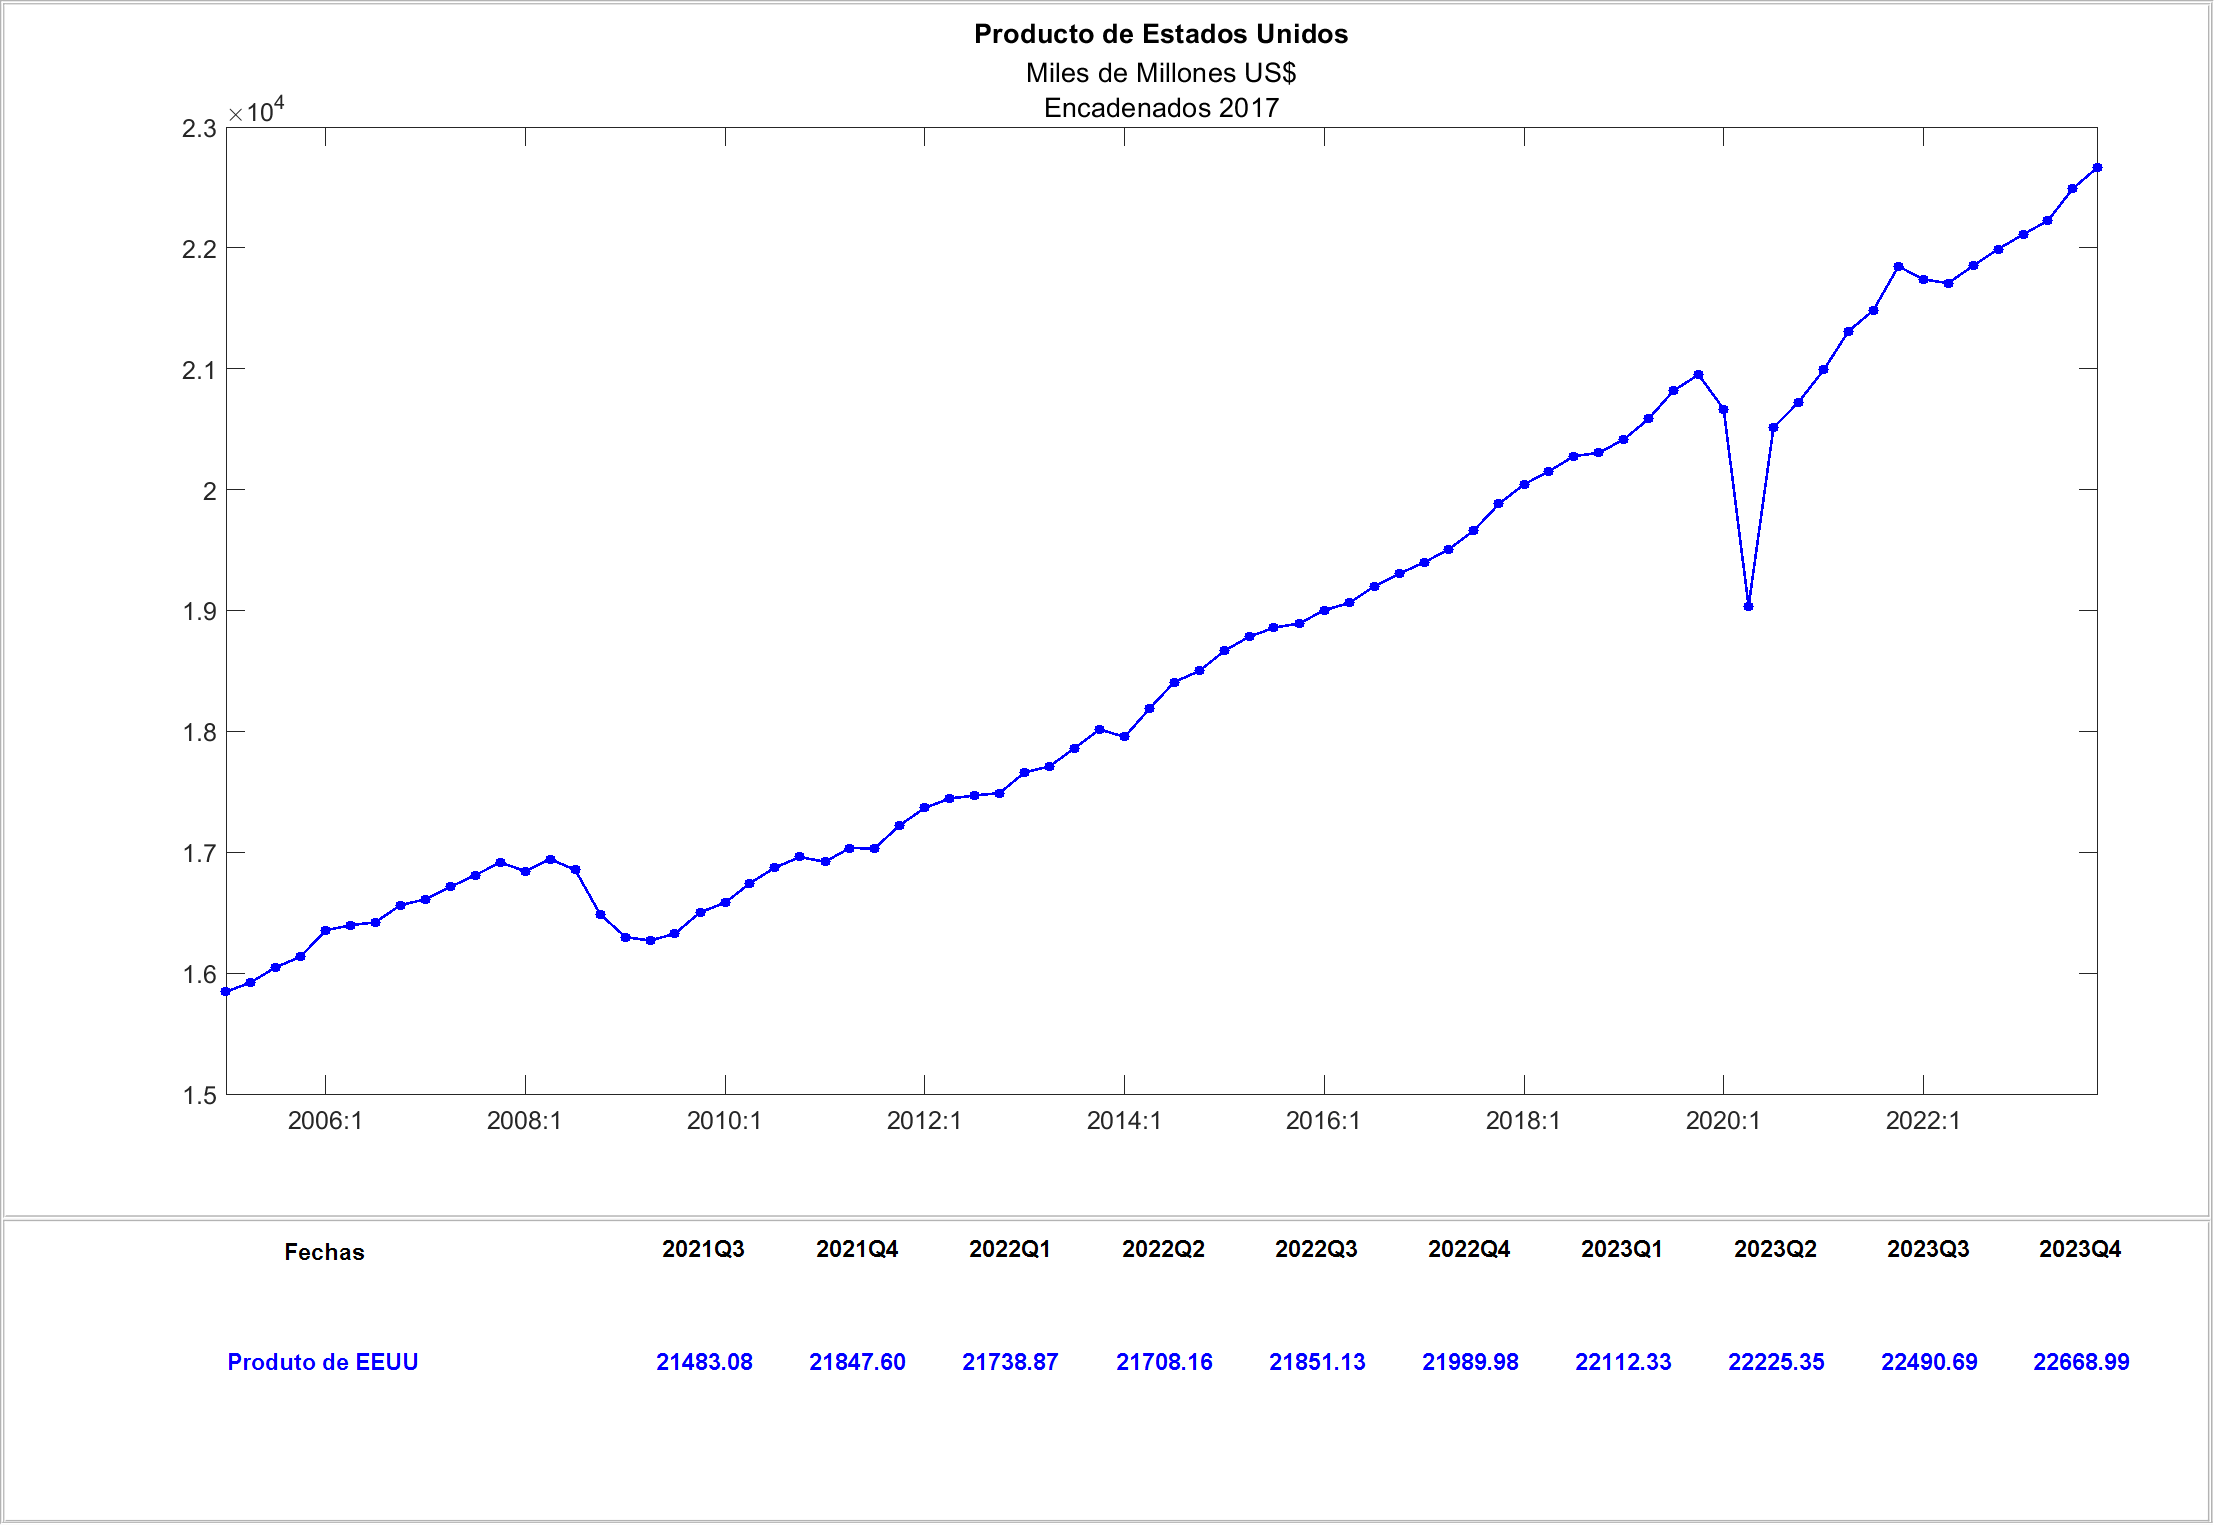 Producto de Estados Unidos
Miles de Millones US$
Encadenados 2017
×10⁴
2.3
2.2
2.1
2
1.9
1.8
1.7
1.6
1.5
2006:1 2008:1 2010:1 2012:1 2014:1 2016:1 2018:1 2020:1 2022:1
Fechas 2021Q3 2021Q4 2022Q1 2022Q2 2022Q3 2022Q4 2023Q1 2023Q2 2023Q3 2023Q4
Produto de EEUU 21483.08 21847.60 21738.87 21708.16 21851.13 21989.98 22112.33 22225.35 22490.69 22668.99